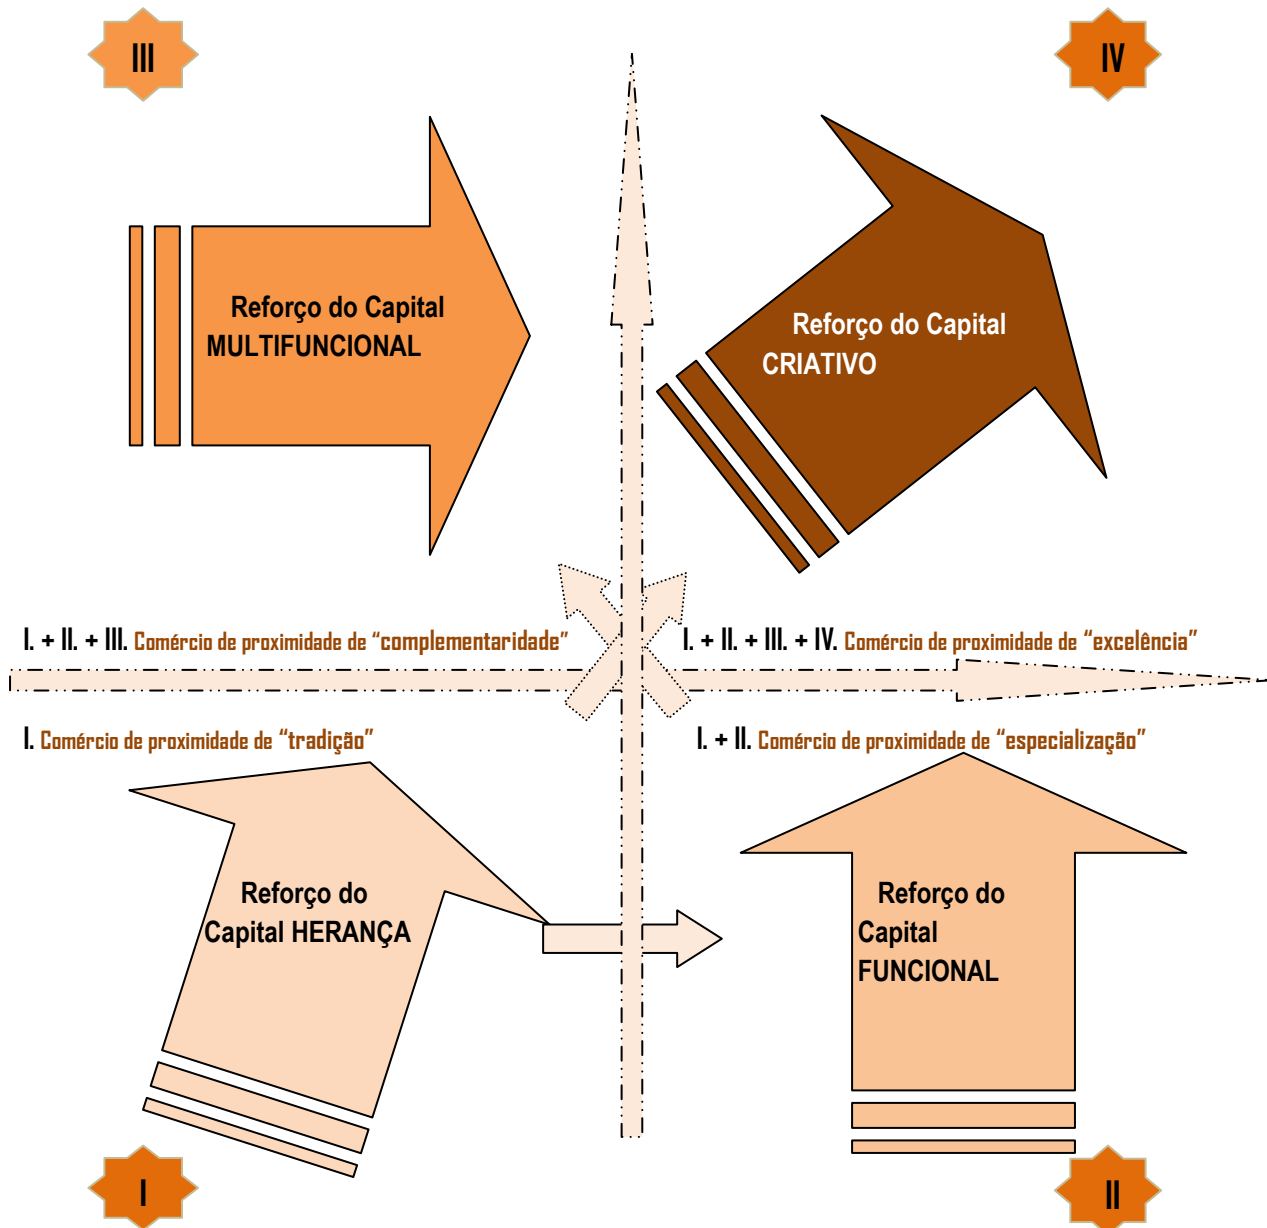 III
IV
Reforço do Capital
MULTIFUNCIONAL
Reforço do Capital
CRIATIVO
I. + II. + III. Comércio de proximidade de “complementaridade”
I. + II. + III. + IV. Comércio de proximidade de “excelência”
I. Comércio de proximidade de “tradição”
I. + II. Comércio de proximidade de “especialização”
Reforço do
Capital HERANÇA
Reforço do
Capital
FUNCIONAL
I
II